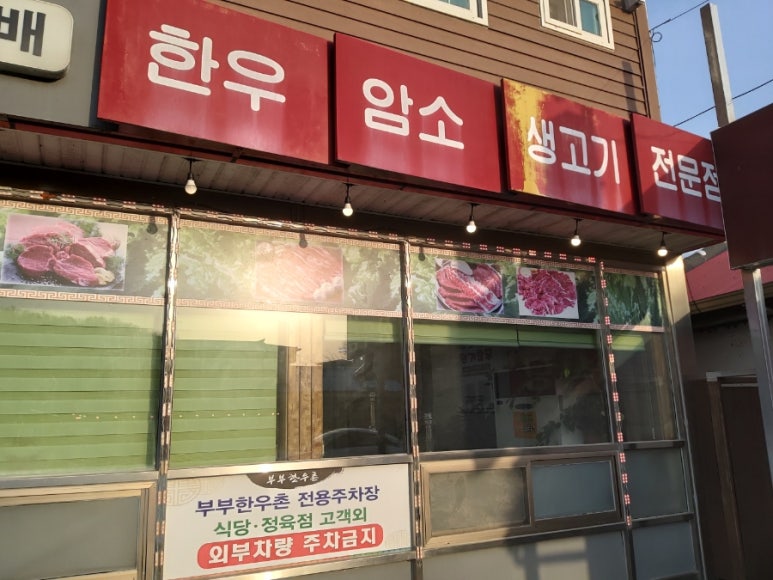 배
한우 암소 생고기 전문점
부부한우촌
부부한우촌 전용주차장
식당·정육점 고객외
외부차량 주차금지